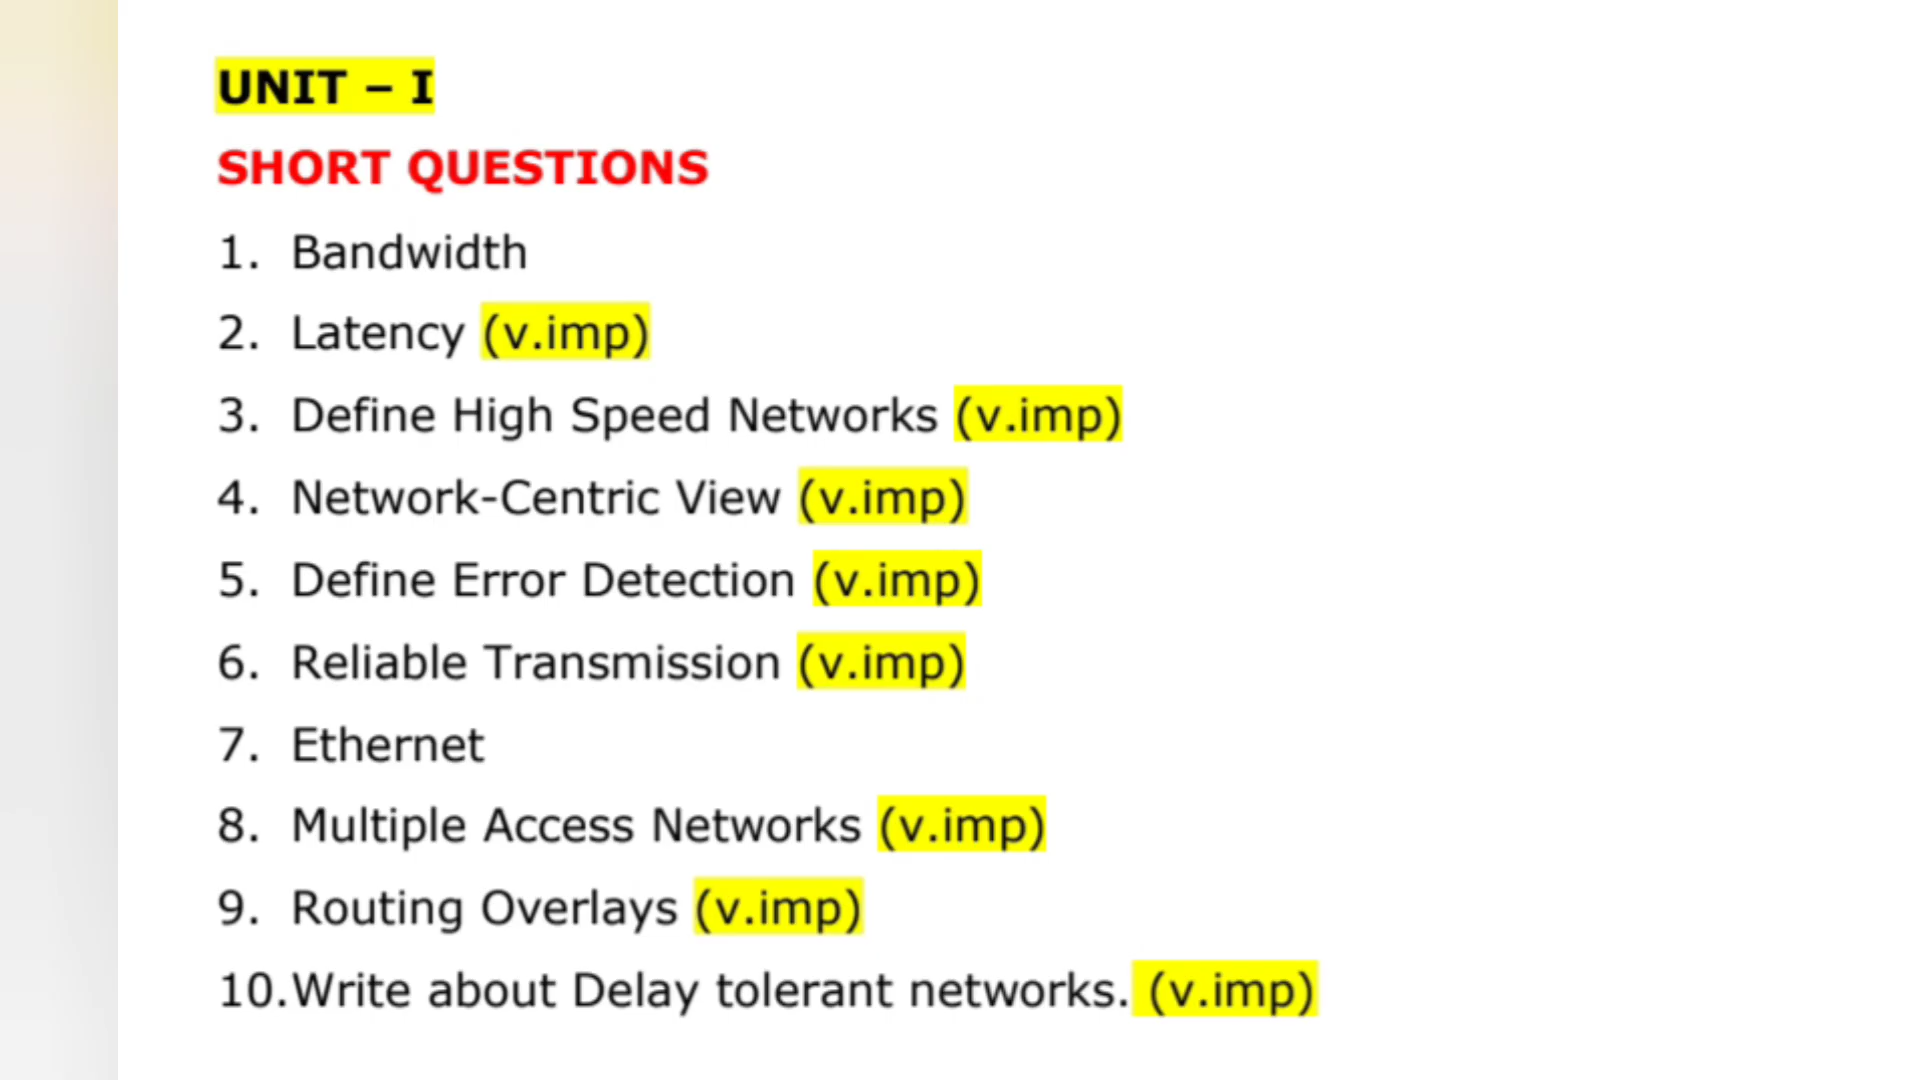 UNIT – I
SHORT QUESTIONS
1. Bandwidth
2. Latency (v.imp)
3. Define High Speed Networks (v.imp)
4. Network-Centric View (v.imp)
5. Define Error Detection (v.imp)
6. Reliable Transmission (v.imp)
7. Ethernet
8. Multiple Access Networks (v.imp)
9. Routing Overlays (v.imp)
10.Write about Delay tolerant networks. (v.imp)